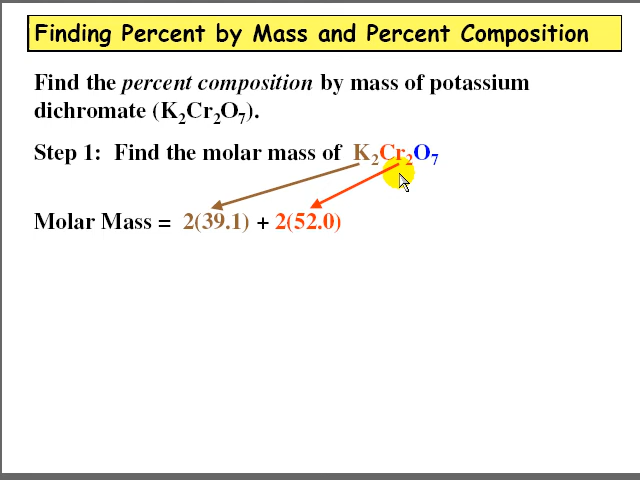 Finding Percent by Mass and Percent Composition
Find the percent composition by mass of potassium
dichromate (K₂Cr₂O₇).
Step 1: Find the molar mass of K₂Cr₂O₇
Molar Mass = 2(39.1) + 2(52.0)